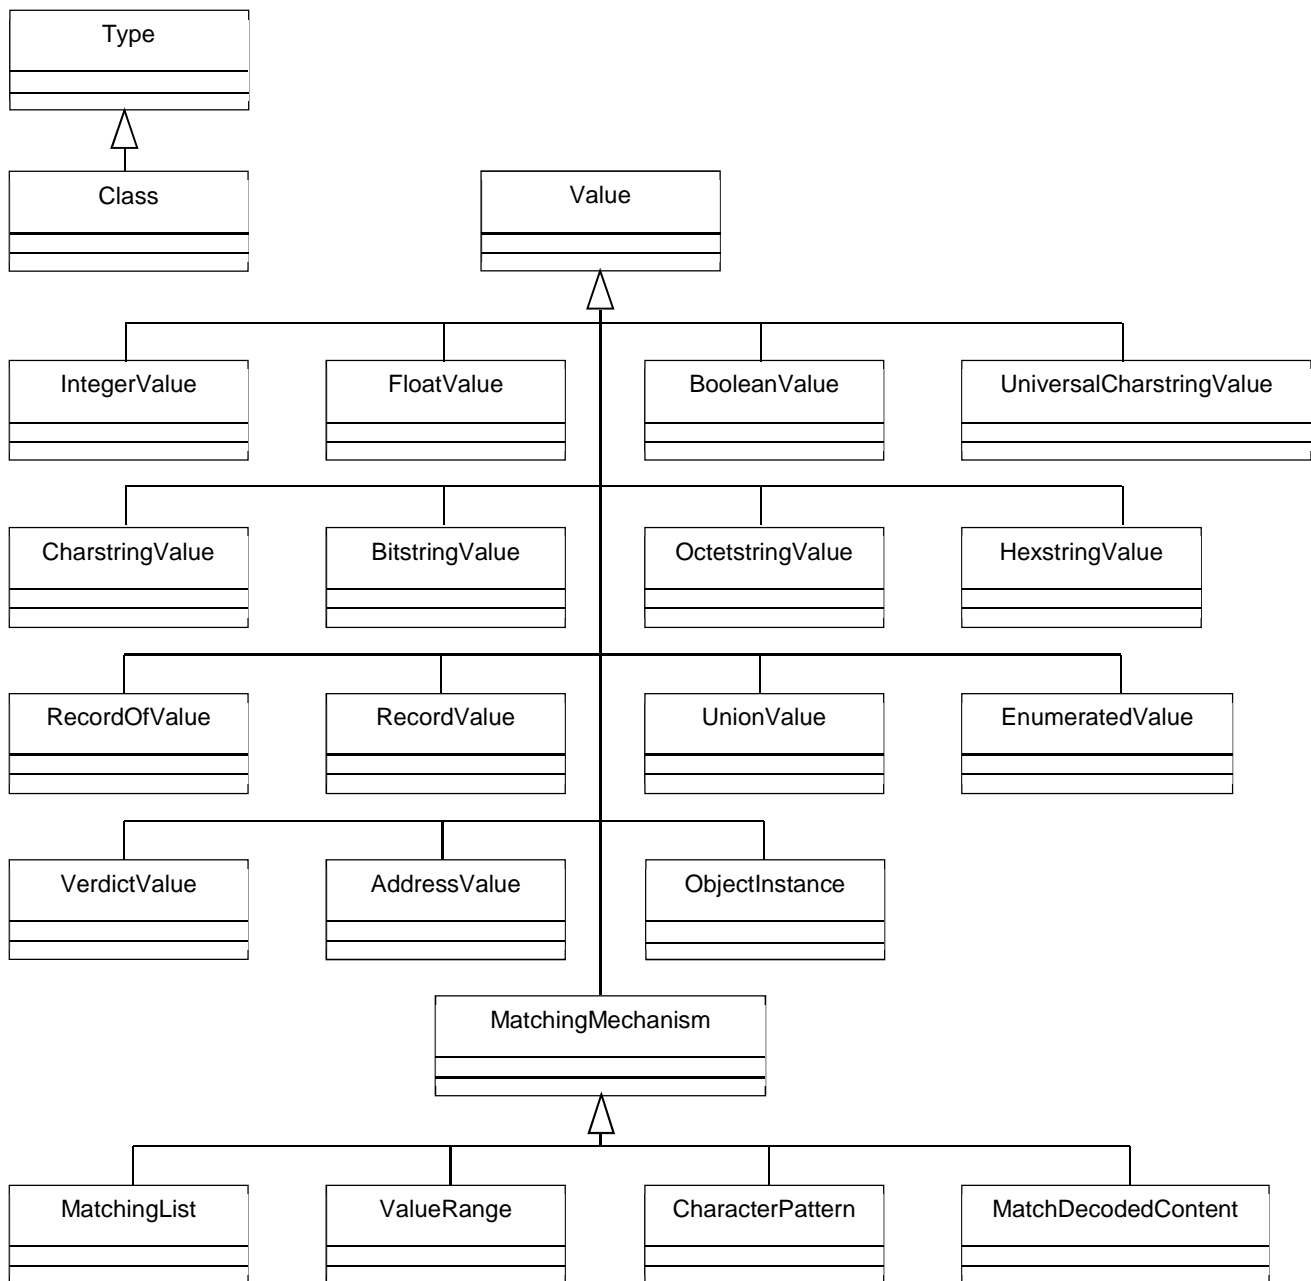 Type
Class
Value
IntegerValue
FloatValue
BooleanValue
UniversalCharstringValue
CharstringValue
BitstringValue
OctetstringValue
HexstringValue
RecordOfValue
RecordValue
UnionValue
EnumeratedValue
VerdictValue
AddressValue
ObjectInstance
MatchingMechanism
MatchingList
ValueRange
CharacterPattern
MatchDecodedContent